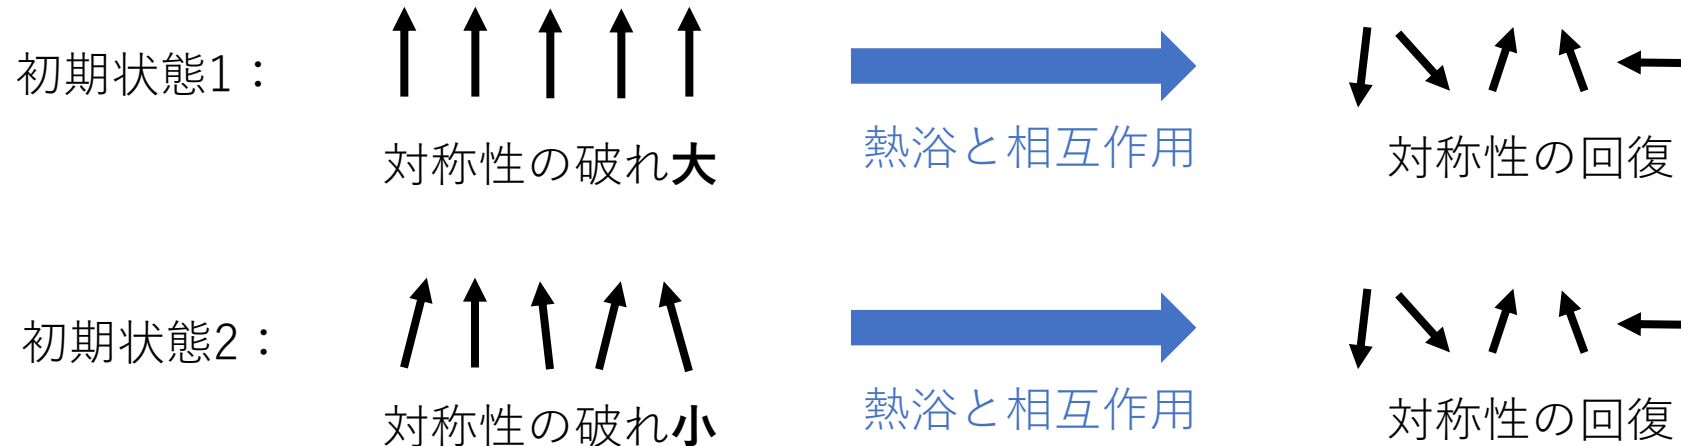 初期状態1：
対称性の破れ大
熱浴と相互作用
対称性の回復
初期状態2：
対称性の破れ小
熱浴と相互作用
対称性の回復